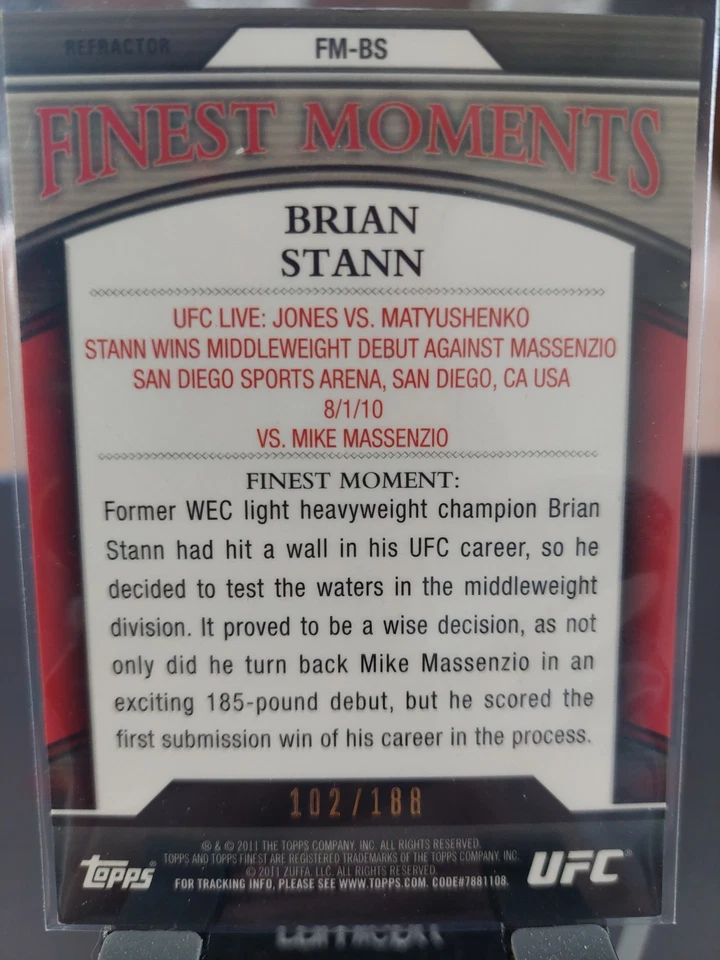 REFRACTOR
FM-BS
FINEST MOMENTS
BRIAN
STANN
UFC LIVE: JONES VS. MATYUSHENKO
STANN WINS MIDDLEWEIGHT DEBUT AGAINST MASSENZIO
SAN DIEGO SPORTS ARENA, SAN DIEGO, CA USA
8/1/10
VS. MIKE MASSENZIO
FINEST MOMENT:
Former WEC light heavyweight champion Brian
Stann had hit a wall in his UFC career, so he
decided to test the waters in the middleweight
division. It proved to be a wise decision, as not
only did he turn back Mike Massenzio in an
exciting 185-pound debut, but he scored the
first submission win of his career in the process.
102/188
® & © 2011 THE TOPPS COMPANY, INC. ALL RIGHTS RESERVED.
TOPPS AND TOPPS FINEST ARE REGISTERED TRADEMARKS OF THE TOPPS COMPANY, INC.
© 2011 ZUFFA, LLC. ALL RIGHTS RESERVED.
FOR TRACKING INFO, PLEASE SEE WWW.TOPPS.COM. CODE#7881108.
Topps®
UFC®